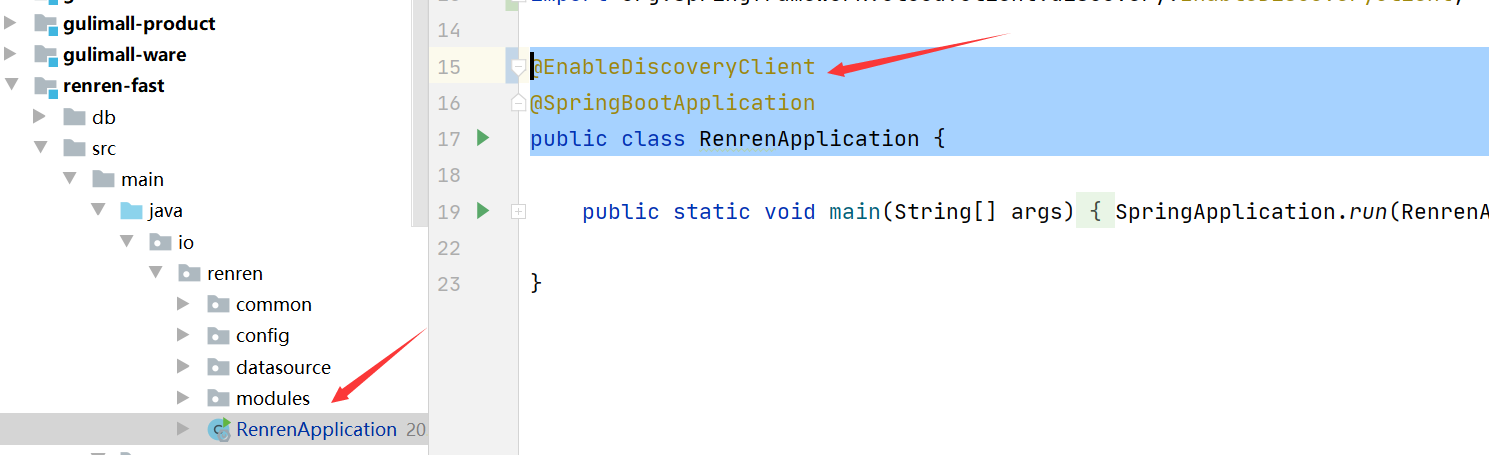 gulimall-product
gulimall-ware
renren-fast
db
src
main
java
io
renren
common
config
datasource
modules
RenrenApplication 20
14
15 @EnableDiscoveryClient
16 @SpringBootApplication
17 public class RenrenApplication {
18
19 public static void main(String[] args) { SpringApplication.run(RenrenA
22
23 }